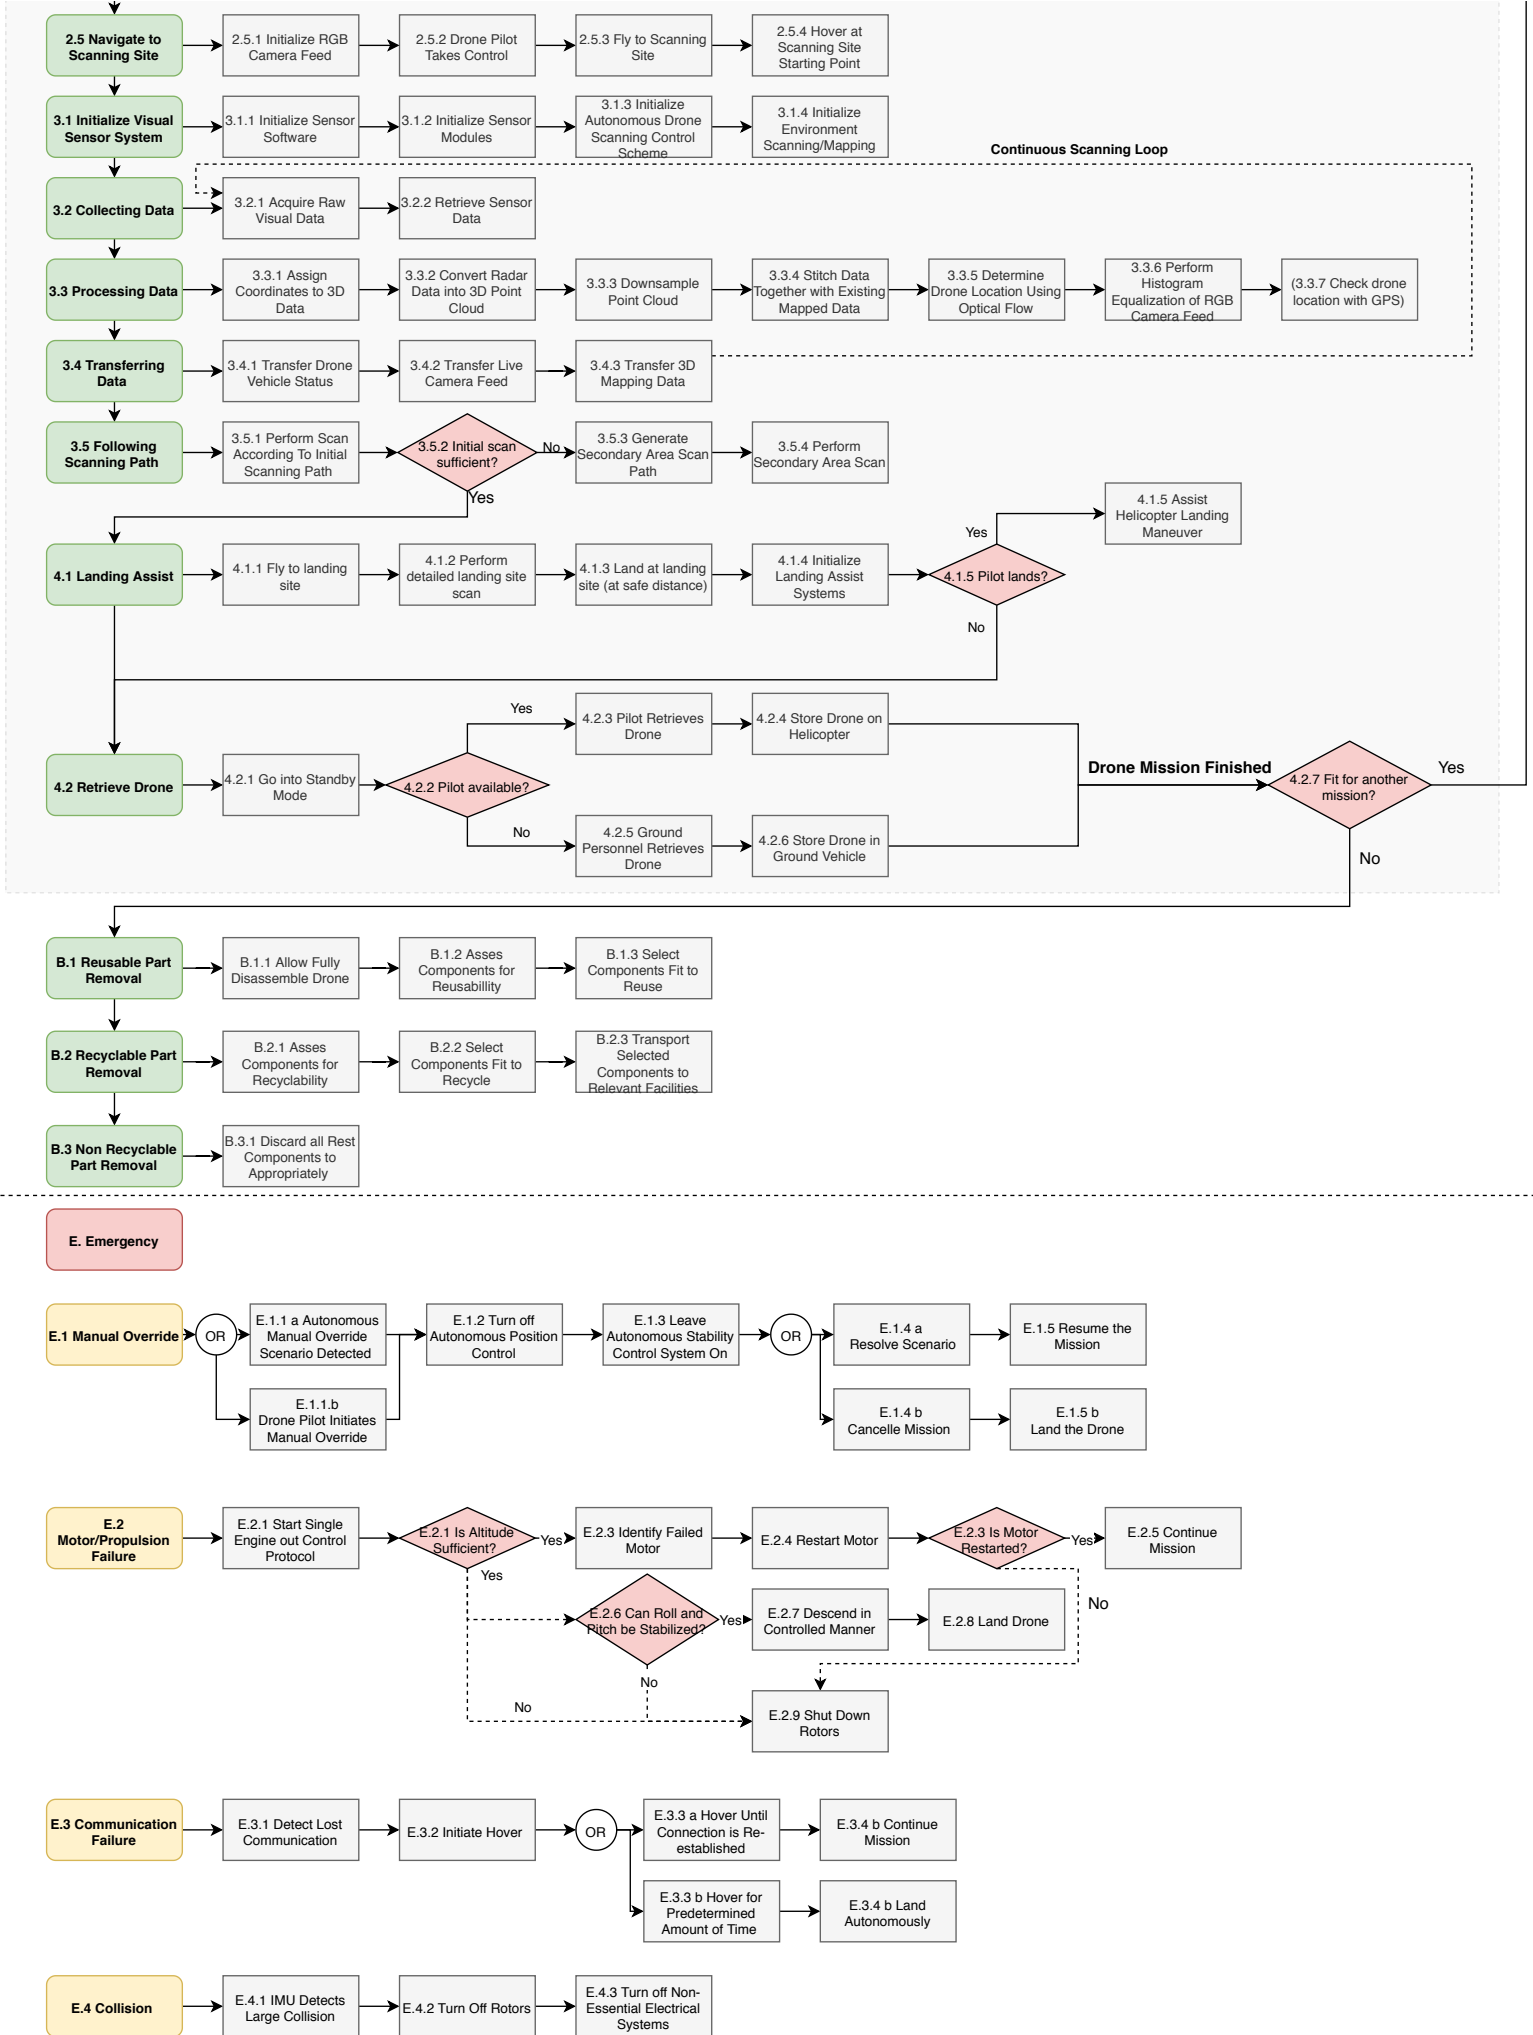 2.5 Navigate to
Scanning Site
2.5.1 Initialize RGB
Camera Feed
2.5.2 Drone Pilot
Takes Control
2.5.3 Fly to Scanning
Site
2.5.4 Hover at
Scanning Site
Starting Point
3.1 Initialize Visual
Sensor System
3.1.1 Initialize Sensor
Software
3.1.2 Initialize Sensor
Modules
3.1.3 Initialize
Autonomous Drone
Scanning Control
Scheme
3.1.4 Initialize
Environment
Scanning/Mapping
Continuous Scanning Loop
3.2 Collecting Data
3.2.1 Acquire Raw
Visual Data
3.2.2 Retrieve Sensor
Data
3.3 Processing Data
3.3.1 Assign
Coordinates to 3D
Data
3.3.2 Convert Radar
Data into 3D Point
Cloud
3.3.3 Downsample
Point Cloud
3.3.4 Stitch Data
Together with Existing
Mapped Data
3.3.5 Determine
Drone Location Using
Optical Flow
3.3.6 Perform
Histogram
Equalization of RGB
Camera Feed
(3.3.7 Check drone
location with GPS)
3.4 Transferring
Data
3.4.1 Transfer Drone
Vehicle Status
3.4.2 Transfer Live
Camera Feed
3.4.3 Transfer 3D
Mapping Data
3.5 Following
Scanning Path
3.5.1 Perform Scan
According To Initial
Scanning Path
3.5.2 Initial scan
sufficient?
No
3.5.3 Generate
Secondary Area Scan
Path
3.5.4 Perform
Secondary Area Scan
Yes
4.1 Landing Assist
4.1.1 Fly to landing
site
4.1.2 Perform
detailed landing site
scan
4.1.3 Land at landing
site (at safe distance)
4.1.4 Initialize
Landing Assist
Systems
4.1.5 Pilot lands?
Yes
4.1.5 Assist
Helicopter Landing
Maneuver
No
4.2 Retrieve Drone
4.2.1 Go into Standby
Mode
4.2.2 Pilot available?
Yes
4.2.3 Pilot Retrieves
Drone
4.2.4 Store Drone on
Helicopter
No
4.2.5 Ground
Personnel Retrieves
Drone
4.2.6 Store Drone in
Ground Vehicle
Drone Mission Finished
4.2.7 Fit for another
mission?
Yes
No
B.1 Reusable Part
Removal
B.1.1 Allow Fully
Disassemble Drone
B.1.2 Asses
Components for
Reusabillity
B.1.3 Select
Components Fit to
Reuse
B.2 Recyclable Part
Removal
B.2.1 Asses
Components for
Recyclability
B.2.2 Select
Components Fit to
Recycle
B.2.3 Transport
Selected
Components to
Relevant Facilities
B.3 Non Recyclable
Part Removal
B.3.1 Discard all Rest
Components to
Appropriately
E. Emergency
E.1 Manual Override
OR
E.1.1 a Autonomous
Manual Override
Scenario Detected
E.1.1.b
Drone Pilot Initiates
Manual Override
E.1.2 Turn off
Autonomous Position
Control
E.1.3 Leave
Autonomous Stability
Control System On
OR
E.1.4 a
Resolve Scenario
E.1.5 Resume the
Mission
E.1.4 b
Cancelle Mission
E.1.5 b
Land the Drone
E.2
Motor/Propulsion
Failure
E.2.1 Start Single
Engine out Control
Protocol
E.2.1 Is Altitude
Sufficient?
Yes
E.2.3 Identify Failed
Motor
E.2.4 Restart Motor
E.2.3 Is Motor
Restarted?
Yes
E.2.5 Continue
Mission
Yes
E.2.6 Can Roll and
Pitch be Stabilized?
Yes
E.2.7 Descend in
Controlled Manner
E.2.8 Land Drone
No
No
No
E.2.9 Shut Down
Rotors
E.3 Communication
Failure
E.3.1 Detect Lost
Communication
E.3.2 Initiate Hover
OR
E.3.3 a Hover Until
Connection is Re-
established
E.3.4 b Continue
Mission
E.3.3 b Hover for
Predetermined
Amount of Time
E.3.4 b Land
Autonomously
E.4 Collision
E.4.1 IMU Detects
Large Collision
E.4.2 Turn Off Rotors
E.4.3 Turn off Non-
Essential Electrical
Systems